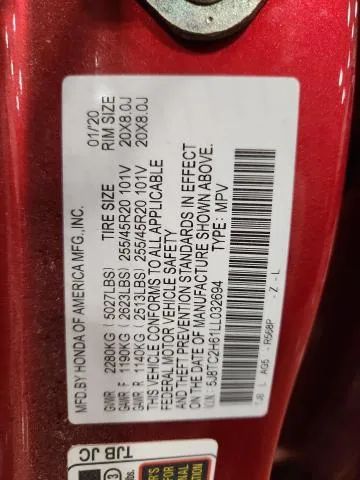 MFD.BY HONDA OF AMERICA MFG.,INC. 01/20
TIRE SIZE RIM SIZE
GVWR 2280KG (5027LBS)
GAWR F 1190KG (2623LBS) 255/45R20 101V 20X8.0J
GAWR R 1140KG (2513LBS) 255/45R20 101V 20X8.0J
THIS VEHICLE CONFORMS TO ALL APPLICABLE
FEDERAL MOTOR VEHICLE SAFETY
AND THEFT PREVENTION STANDARDS IN EFFECT
ON THE DATE OF MANUFACTURE SHOWN ABOVE.
V.I.N.: 5J8TC2H61LL032694 TYPE: MPV
AG5 R568P - Z - L
TJB JC